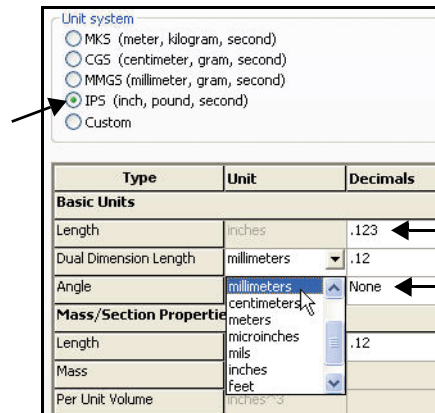 Unit system
MKS (meter, kilogram, second)
CGS (centimeter, gram, second)
MMGS (millimeter, gram, second)
IPS (inch, pound, second)
Custom
Type Unit Decimals
Basic Units
Length inches .123
Dual Dimension Length millimeters .12
Angle millimeters None
centimeters
Mass/Section Propertie meters
microinches
Length mils .12
Mass inches
feet
Per Unit Volume inches^3